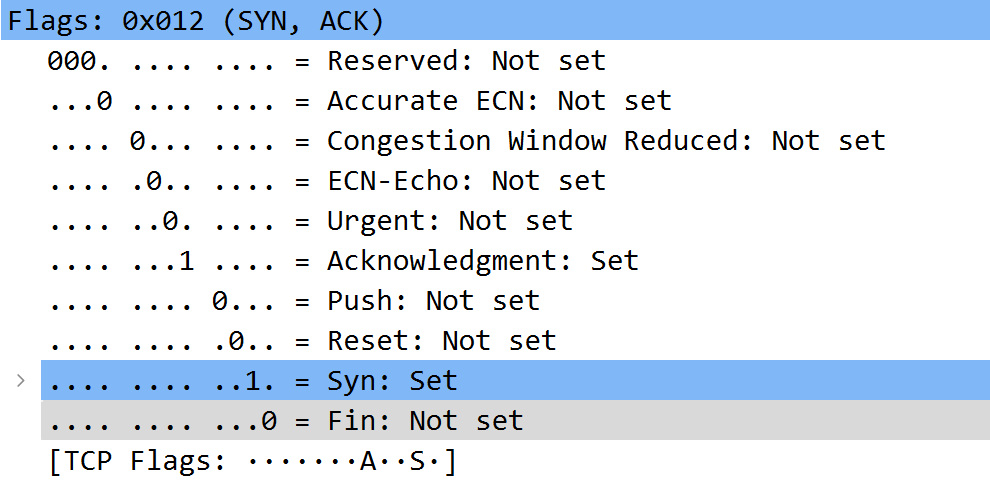 Flags: 0x012 (SYN, ACK)
000. .... .... = Reserved: Not set
...0 .... .... = Accurate ECN: Not set
.... 0... .... = Congestion Window Reduced: Not set
.... .0.. .... = ECN-Echo: Not set
.... ..0. .... = Urgent: Not set
.... ...1 .... = Acknowledgment: Set
.... .... 0... = Push: Not set
.... .... .0.. = Reset: Not set
.... .... ..1. = Syn: Set
.... .... ...0 = Fin: Not set
[TCP Flags: ·······A··S·]